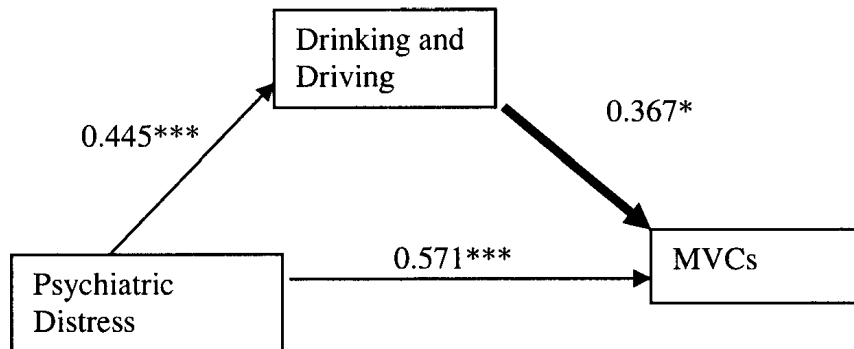 Drinking and
Driving
0.367*
0.445***
0.571***
MVCs
Psychiatric
Distress